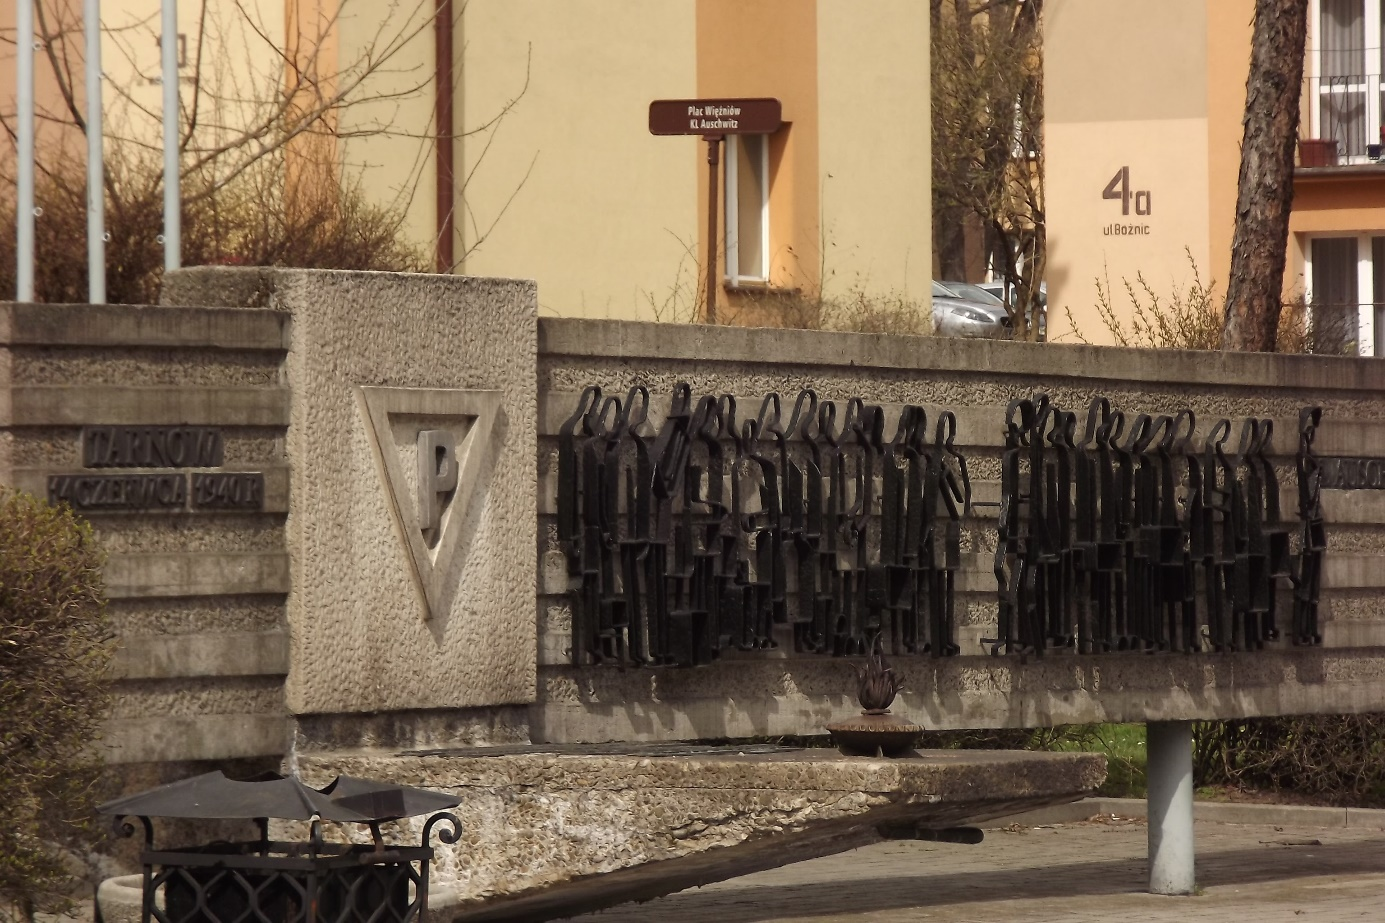 Plac Więźniów
KL Auschwitz
4a
ul.Bożnic
TARNÓW
14 CZERWCA 1940 R
P